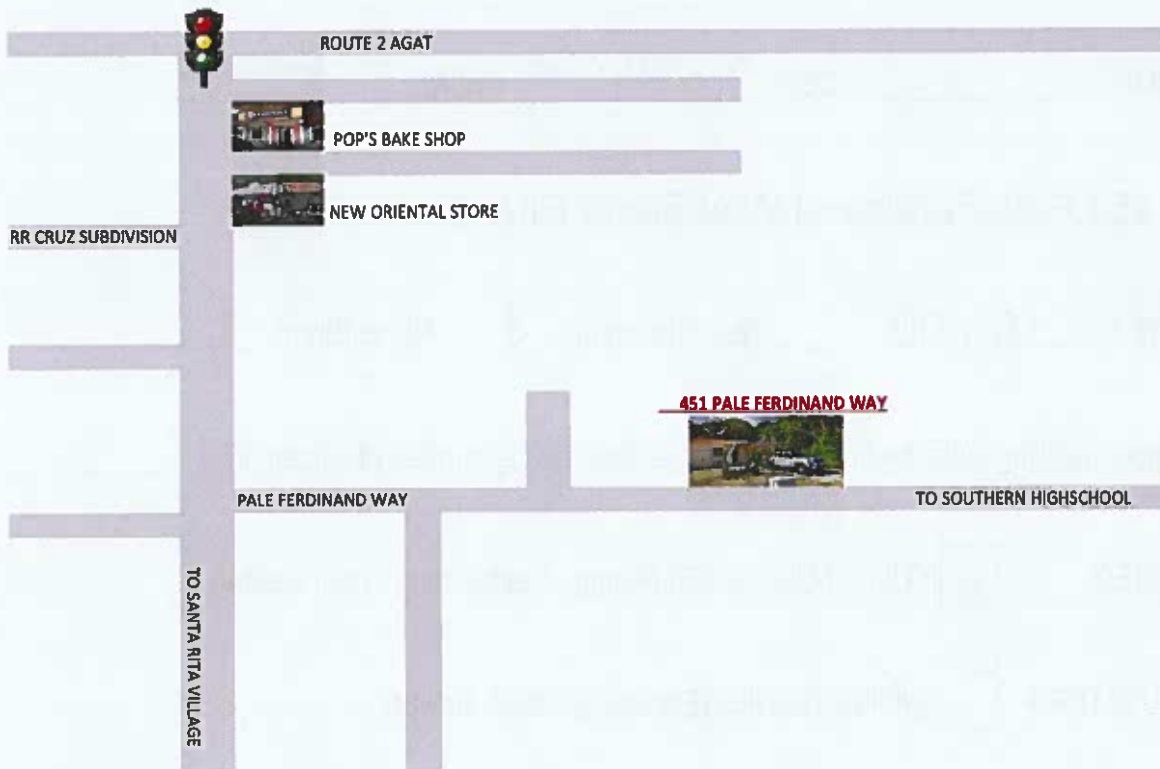 ROUTE 2 AGAT
POP'S BAKE SHOP
NEW ORIENTAL STORE
RR CRUZ SUBDIVISION
451 PALE FERDINAND WAY
PALE FERDINAND WAY
TO SOUTHERN HIGHSCHOOL
TO SANTA RITA VILLAGE